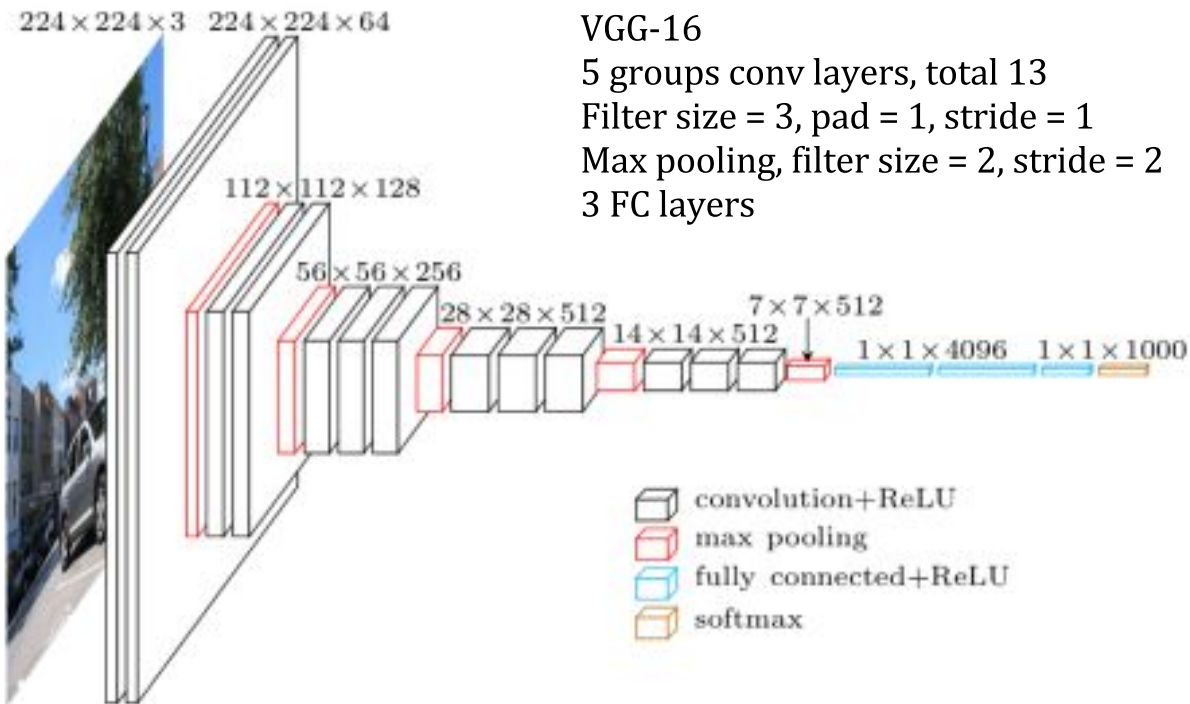 224×224×3
224×224×64
VGG-16
5 groups conv layers, total 13
Filter size = 3, pad = 1, stride = 1
Max pooling, filter size = 2, stride = 2
3 FC layers
112×112×128
56×56×256
28×28×512
14×14×512
7×7×512
1×1×4096
1×1×1000
convolution+ReLU
max pooling
fully connected+ReLU
softmax